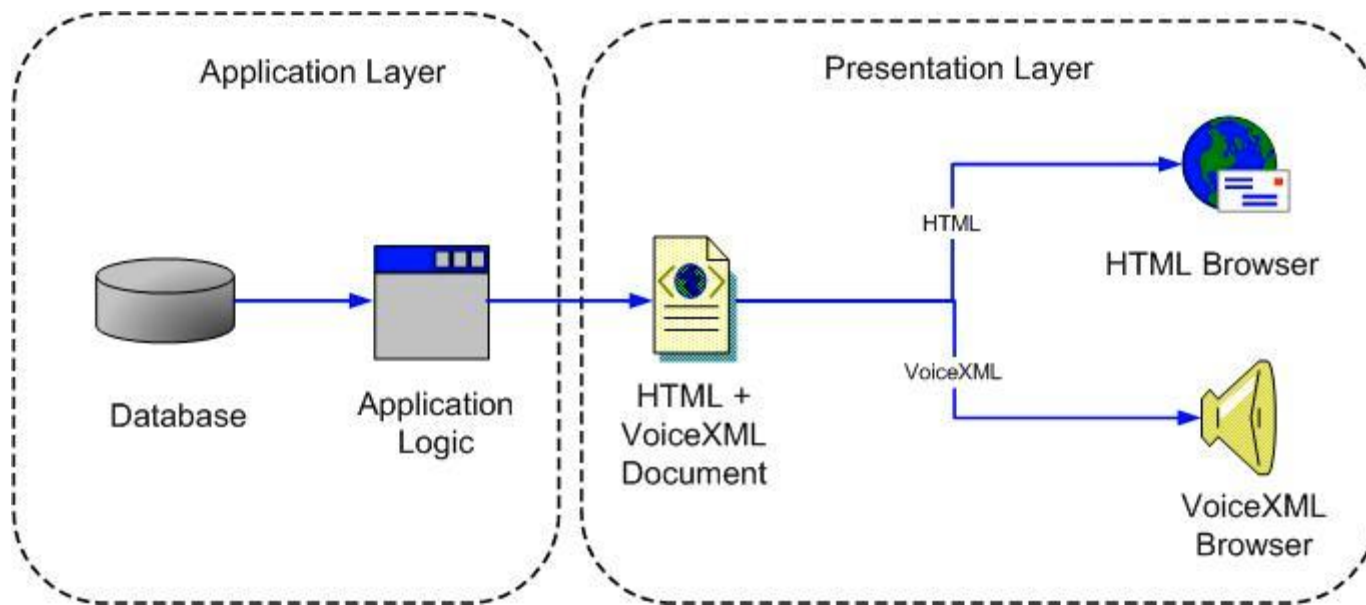 Application Layer
Presentation Layer
Database
Application
Logic
HTML +
VoiceXML
Document
HTML
VoiceXML
HTML Browser
VoiceXML
Browser